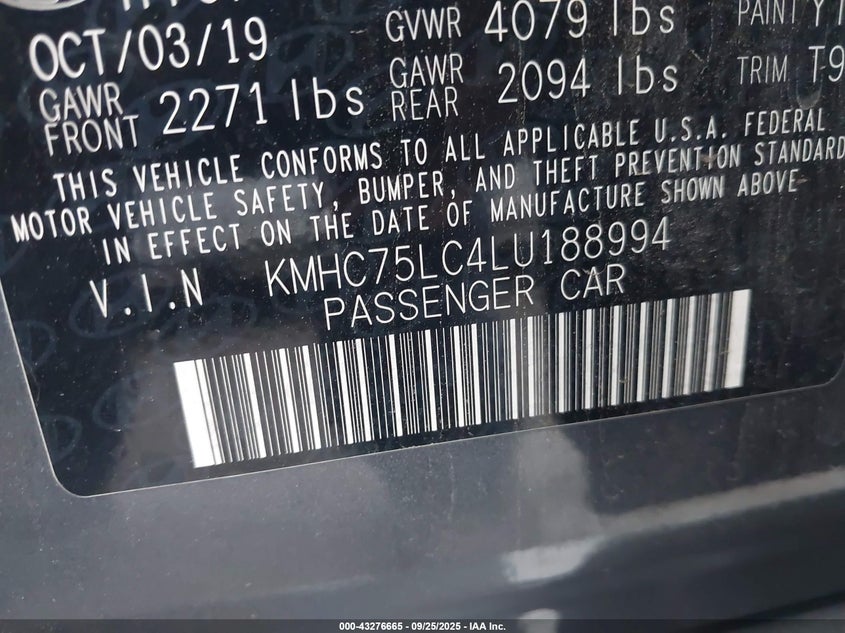 OCT/03/19 GVWR 4079 lbs
GAWR FRONT 2271 lbs GAWR REAR 2094 lbs TRIM T9
THIS VEHICLE CONFORMS TO ALL APPLICABLE U.S.A. FEDERAL
MOTOR VEHICLE SAFETY, BUMPER, AND THEFT PREVENTION STANDARD
IN EFFECT ON THE DATE OF MANUFACTURE SHOWN ABOVE
V.I.N KMHC75LC4LU188994
PASSENGER CAR
000-43276665 - 09/25/2025 - IAA Inc.